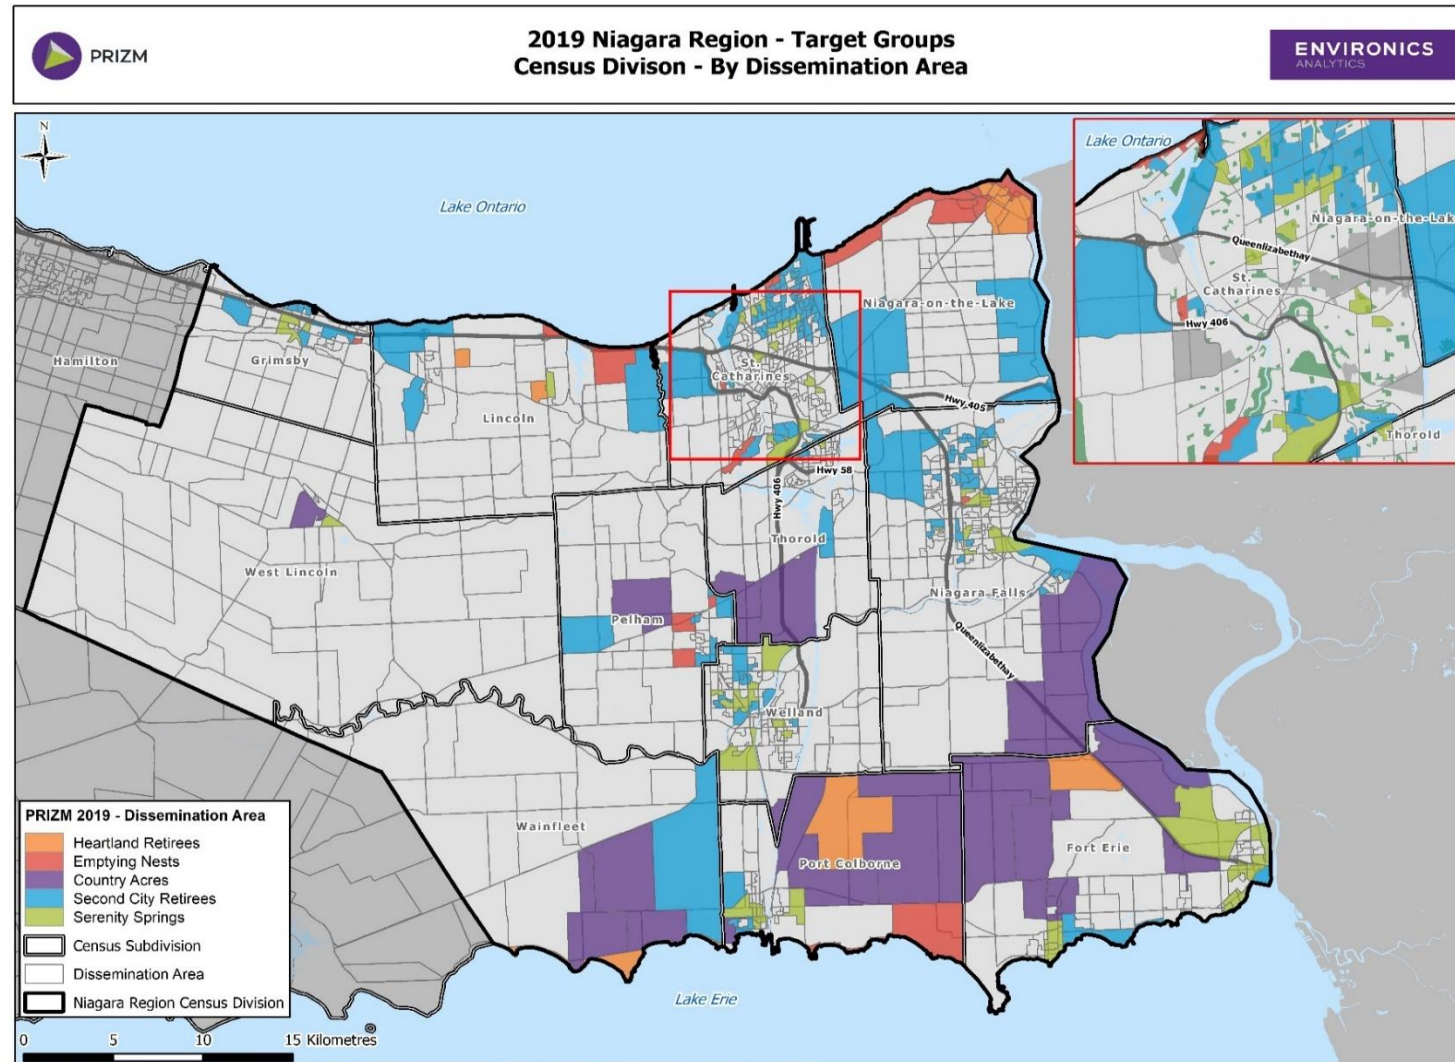 PRIZM
2019 Niagara Region - Target Groups
Census Divison - By Dissemination Area
ENVIRONICS
ANALYTICS
N
Lake Ontario
Lake Ontario
Niagara-on-the-Lak
Queenlizabethay
St.
Catharines
Hwy 406
Thorold
Hamilton
Grimsby
Lincoln
St.
Catharines
Niagara-on-the-Lake
Hwy 405
Hwy 58
Hwy 406
Thorold
West Lincoln
Pelham
Niagara Falls
Queenlizabethay
Welland
Wainfleet
Port Colborne
Fort Erie
Lake Erie
PRIZM 2019 - Dissemination Area
Heartland Retirees
Emptying Nests
Country Acres
Second City Retirees
Serenity Springs
Census Subdivision
Dissemination Area
Niagara Region Census Division
0 5 10 15 Kilometres